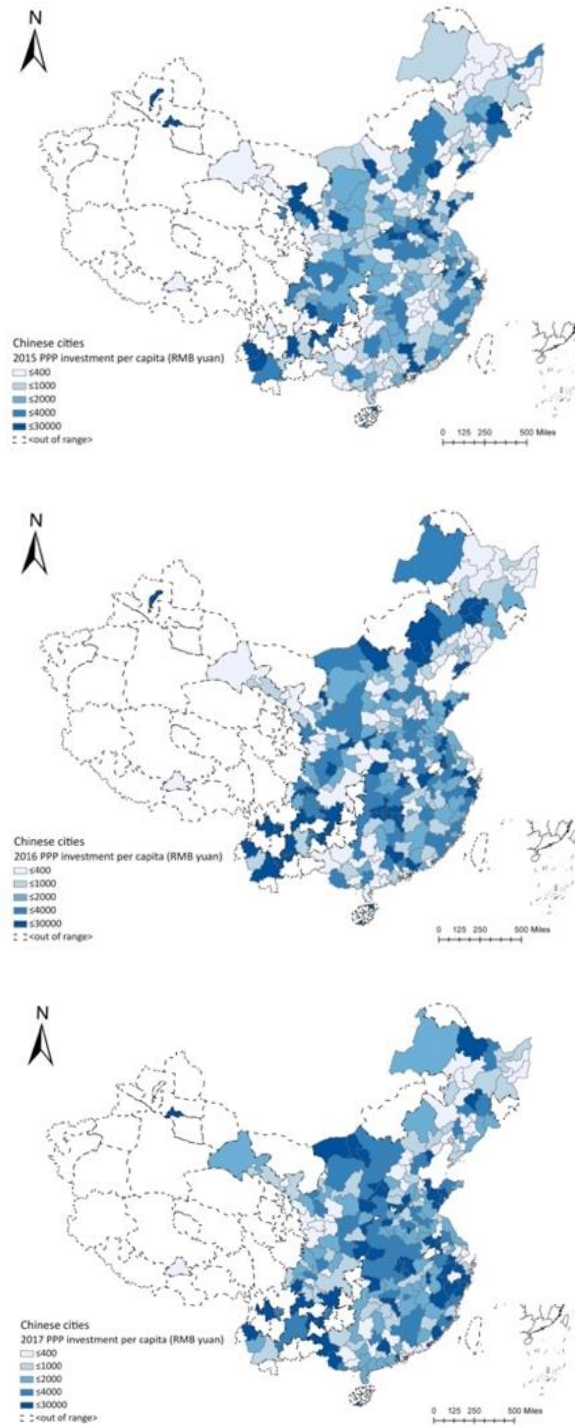 N
Chinese cities
2015 PPP investment per capita (RMB yuan)
≤400
≤1000
≤2000
≤4000
≤30000
<out of range>
0 125 250 500 Miles
N
Chinese cities
2016 PPP investment per capita (RMB yuan)
≤400
≤1000
≤2000
≤4000
≤30000
<out of range>
0 125 250 500 Miles
N
Chinese cities
2017 PPP investment per capita (RMB yuan)
≤400
≤1000
≤2000
≤4000
≤30000
<out of range>
0 125 250 500 Miles